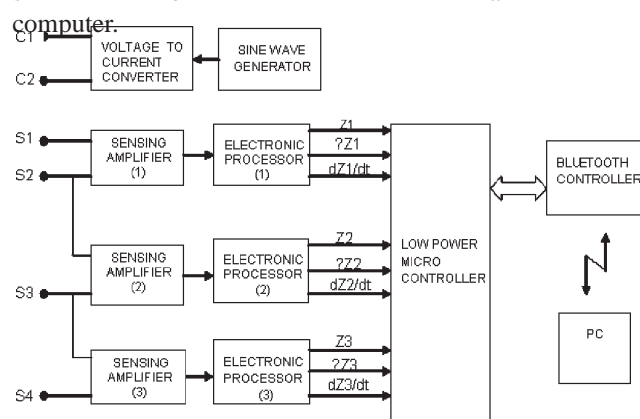 computer.
C1
VOLTAGE TO
CURRENT
CONVERTER
SINE WAVE
GENERATOR
C2
S1
S2
SENSING
AMPLIFIER
(1)
ELECTRONIC
PROCESSOR
(1)
Z1
?Z1
dZ1/dt
BLUETOOTH
CONTROLLER
LOW POWER
MICRO
CONTROLLER
SENSING
AMPLIFIER
(2)
ELECTRONIC
PROCESSOR
(2)
Z2
?Z2
dZ2/dt
S3
PC
SENSING
AMPLIFIER
(3)
ELECTRONIC
PROCESSOR
(3)
Z3
?Z3
dZ3/dt
S4